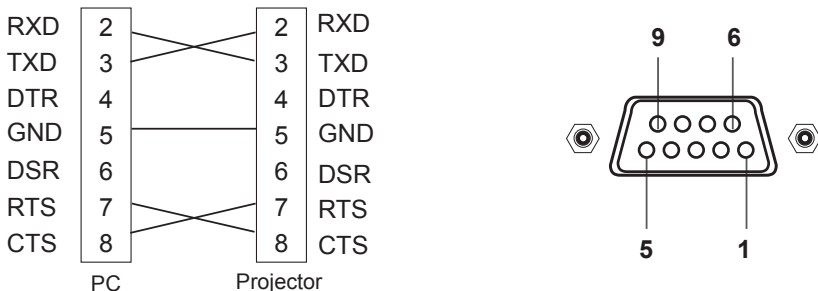 RXD 2 2 RXD
TXD 3 3 TXD
DTR 4 4 DTR
GND 5 5 GND
DSR 6 6 DSR
RTS 7 7 RTS
CTS 8 8 CTS
PC Projector
9 6
5 1